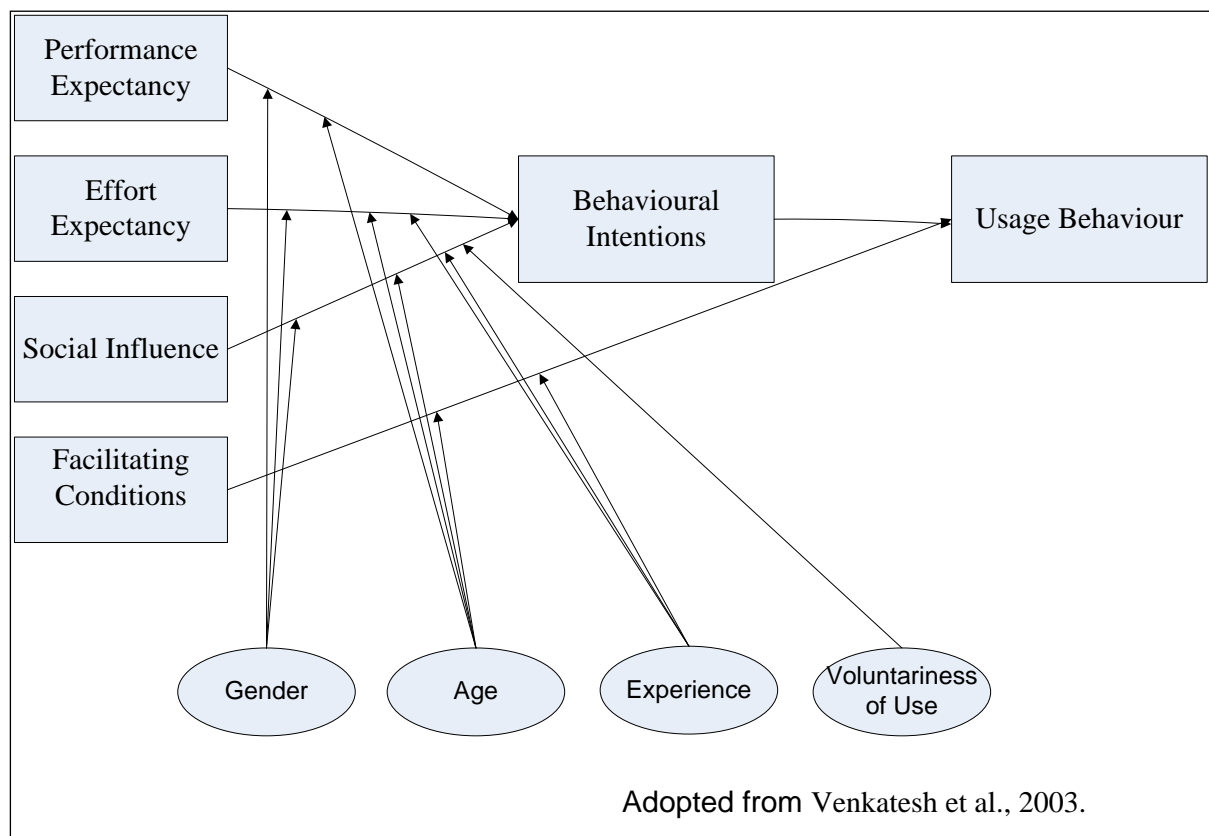 Performance
Expectancy
Effort
Expectancy
Behavioural
Intentions
Usage Behaviour
Social Influence
Facilitating
Conditions
Gender
Age
Experience
Voluntariness
of Use
Adopted from Venkatesh et al., 2003.